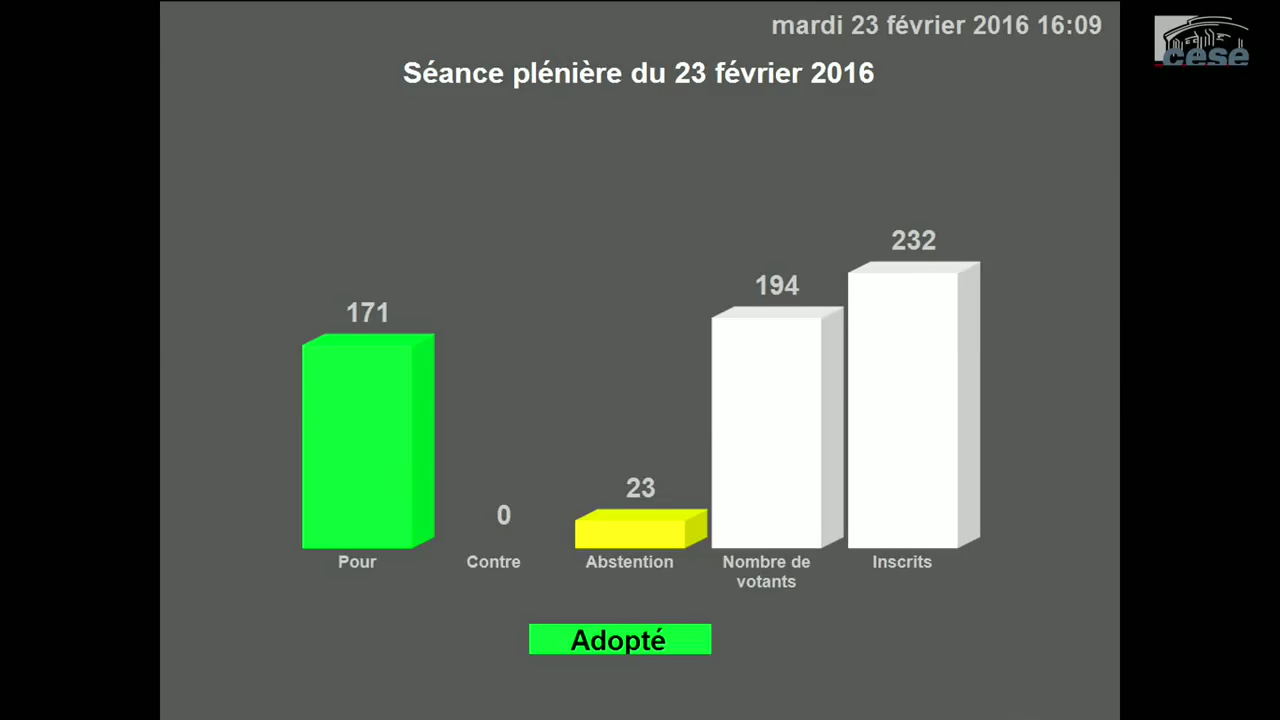 mardi 23 février 2016 16:09
cese
Séance plénière du 23 février 2016
232
194
171
23
0
Pour
Contre
Abstention
Nombre de
votants
Inscrits
Adopté